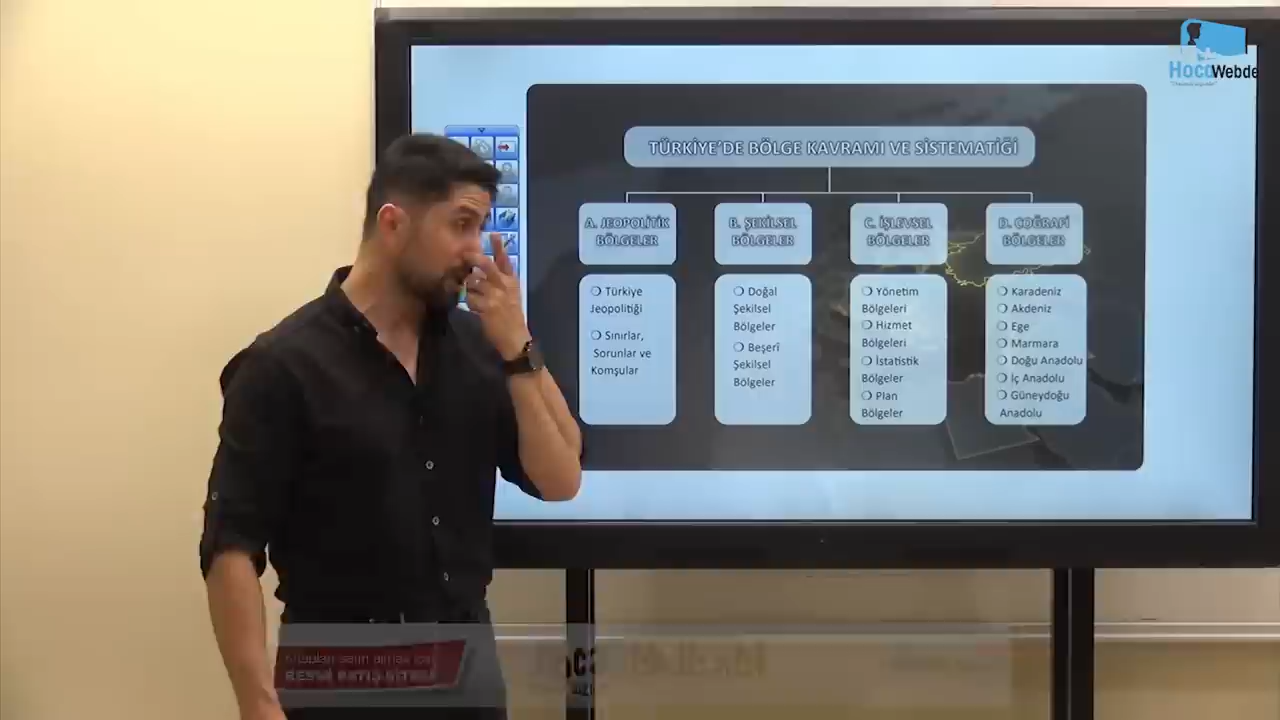 HocaWebde
TÜRKİYE'DE BÖLGE KAVRAMI VE SİSTEMATİĞİ
A. JEOPOLİTİK
BÖLGELER
❍ Türkiye
Jeopolitiği
❍ Sınırlar,
Sorunlar ve
Komşular
B. ŞEKİLSEL
BÖLGELER
❍ Doğal
Şekilsel
Bölgeler
❍ Beşerî
Şekilsel
Bölgeler
C. İŞLEVSEL
BÖLGELER
❍ Yönetim
Bölgeleri
❍ Hizmet
Bölgeleri
❍ İstatistik
Bölgeler
❍ Plan
Bölgeler
D. COĞRAFİ
BÖLGELER
❍ Karadeniz
❍ Akdeniz
❍ Ege
❍ Marmara
❍ Doğu Anadolu
❍ İç Anadolu
❍ Güneydoğu
Anadolu